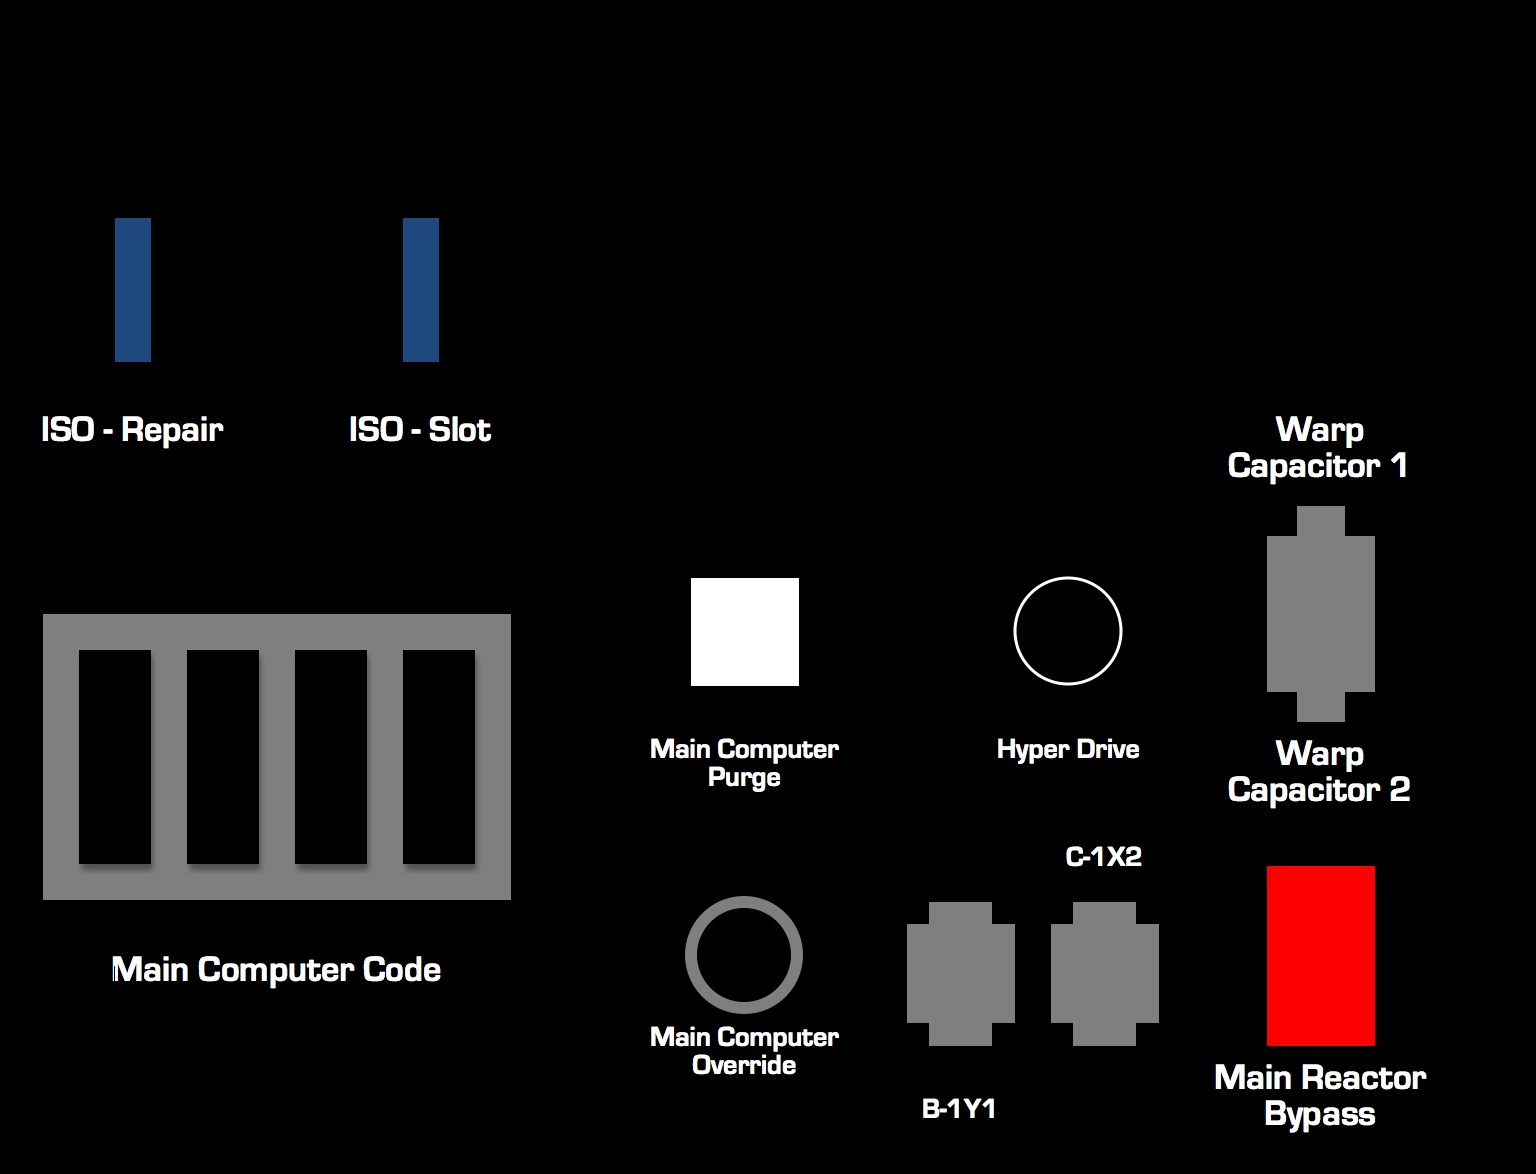 ISO - Repair
ISO - Slot
Warp
Capacitor 1
Main Computer
Purge
Hyper Drive
Warp
Capacitor 2
C-1X2
Main Computer Code
Main Computer
Override
B-1Y1
Main Reactor
Bypass